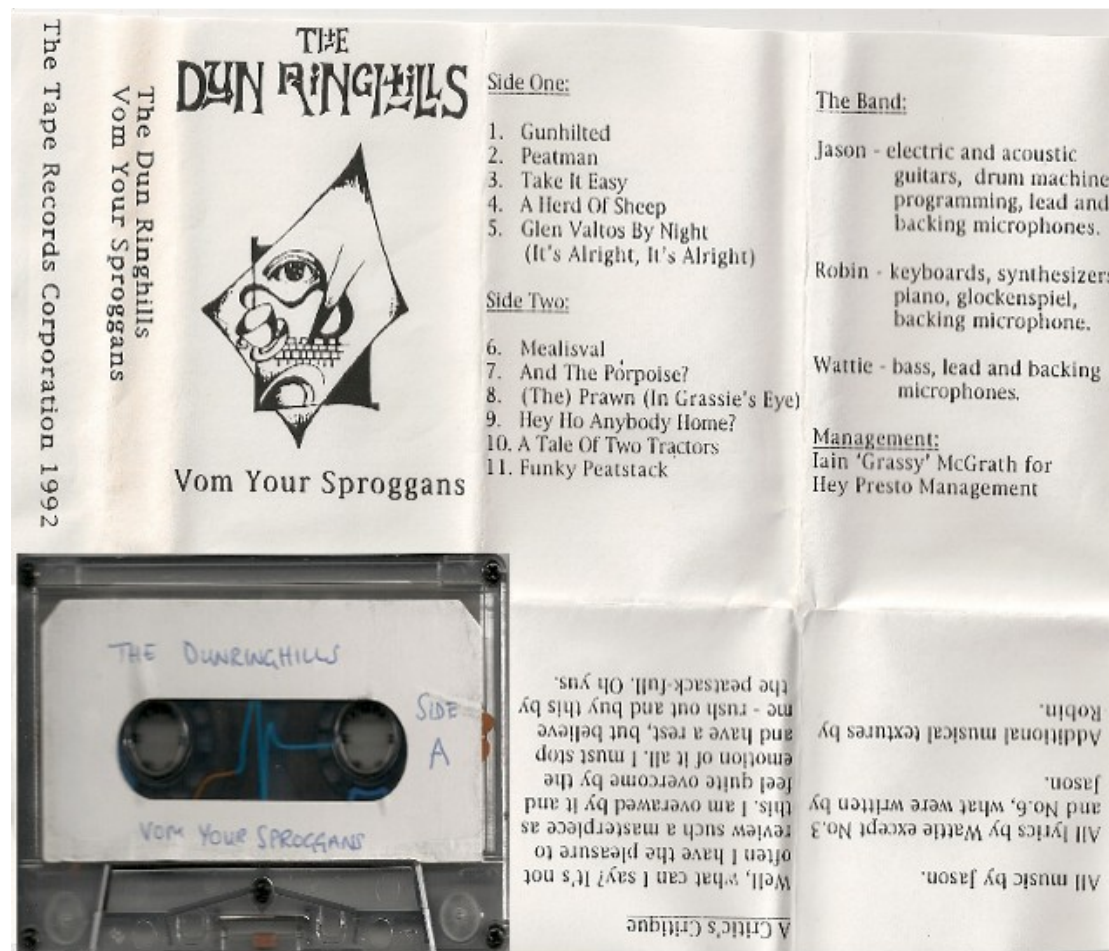 The Tape Records Corporation 1992
The Dun Ringhills
Vom Your Sproggans
THE
DUN RINGHILLS
Vom Your Sproggans
Side One:
1. Gunhilted
2. Peatman
3. Take It Easy
4. A Herd Of Sheep
5. Glen Valtos By Night
(It's Alright, It's Alright)
Side Two:
6. Mealisval
7. And The Porpoise?
8. (The) Prawn (In Grassie's Eye)
9. Hey Ho Anybody Home?
10. A Tale Of Two Tractors
11. Funky Peatstack
The Band:
Jason - electric and acoustic
guitars, drum machine
programming, lead and
backing microphones.
Robin - keyboards, synthesizers
piano, glockenspiel,
backing microphone.
Wattie - bass, lead and backing
microphones.
Management:
Iain 'Grassy' McGrath for
Hey Presto Management
THE DUNRINGHILLS
SIDE
A
VOM YOUR SPROGGANS
A Critic's Critique
Well, what can I say? It's not
often I have the pleasure to
review such a masterpiece as
this. I am overawed by it and
feel quite overcome by the
emotion of it all. I must stop
and have a rest, but believe
me - rush out and buy this by
the peatsack-full. Oh yus.
All music by Jason.
All lyrics by Wattie except No.3
and No.6, what were written by
Jason.
Additional musical textures by
Robin.